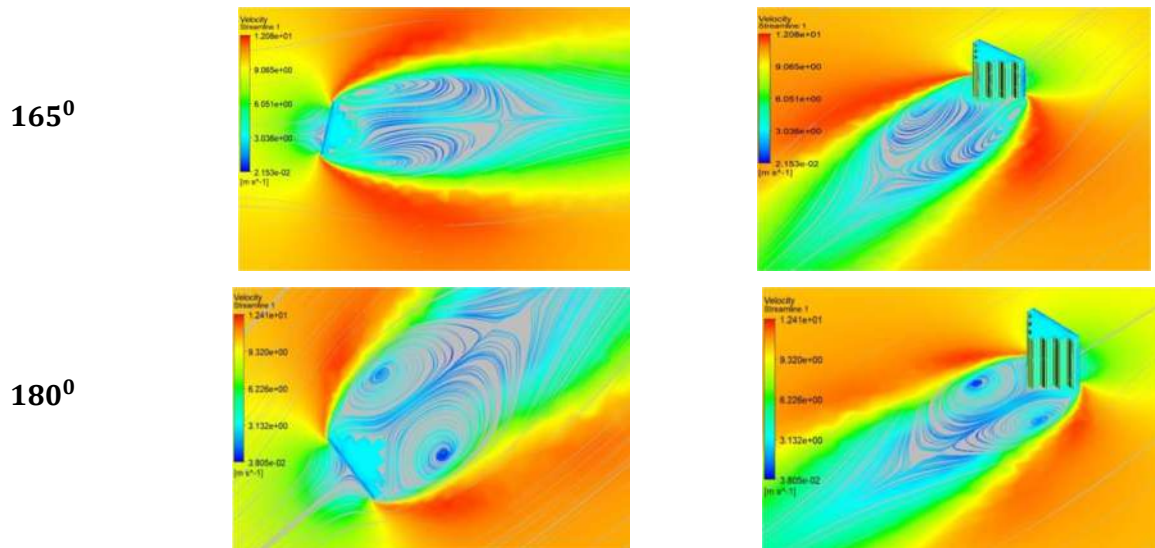 Velocity
Streamline 1
1.208e+01
9.065e+00
6.051e+00
3.036e+00
2.153e-02
[m s^-1]
Velocity
Streamline 1
1.208e+01
9.065e+00
6.051e+00
3.036e+00
2.153e-02
[m s^-1]
165⁰
Velocity
Streamline 1
1.241e+01
9.320e+00
6.226e+00
3.132e+00
3.805e-02
[m s^-1]
Velocity
Streamline 1
1.241e+01
9.320e+00
6.226e+00
3.132e+00
3.805e-02
[m s^-1]
180⁰